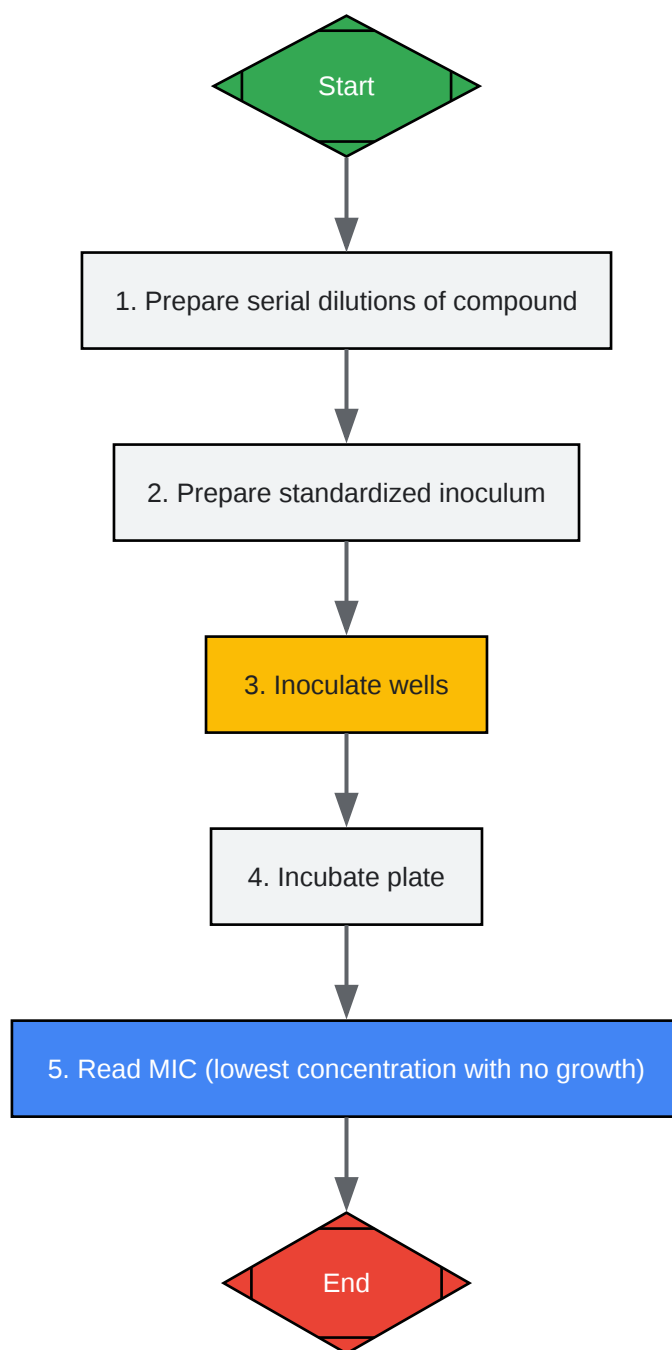 Start
1. Prepare serial dilutions of compound
2. Prepare standardized inoculum
3. Inoculate wells
4. Incubate plate
5. Read MIC (lowest concentration with no growth)
End